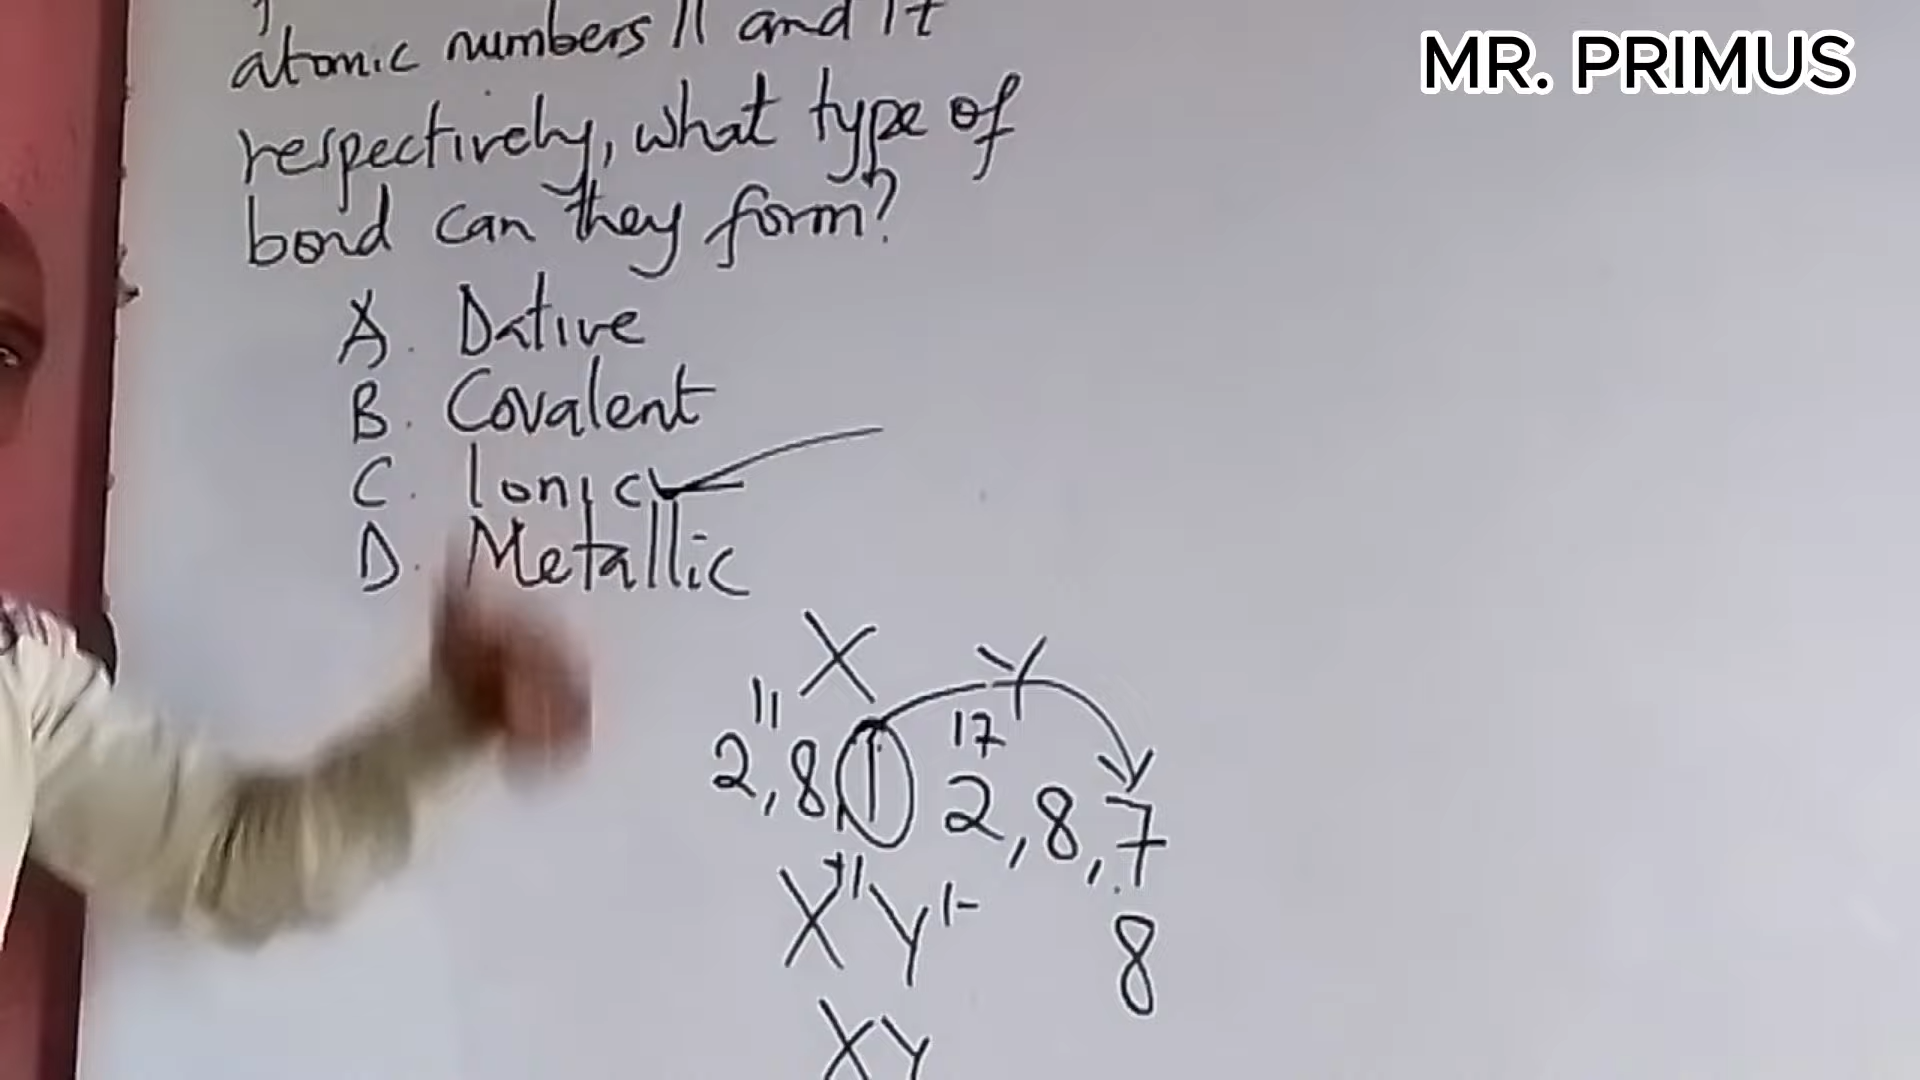 MR. PRIMUS
atomic numbers 11 and 17
respectively, what type of
bond can they form?
A. Dative
B. Covalent
C. Ionic
D. Metallic
X Y
11 17
2,8,1 2,8,7
X+1 Y1-
8
XY